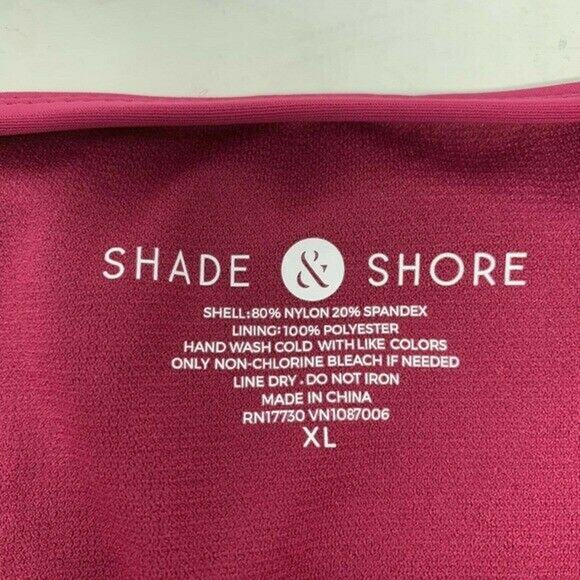 SHADE & SHORE
SHELL: 80% NYLON 20% SPANDEX
LINING: 100% POLYESTER
HAND WASH COLD WITH LIKE COLORS
ONLY NON-CHLORINE BLEACH IF NEEDED
LINE DRY - DO NOT IRON
MADE IN CHINA
RN17730 VN1087006
XL